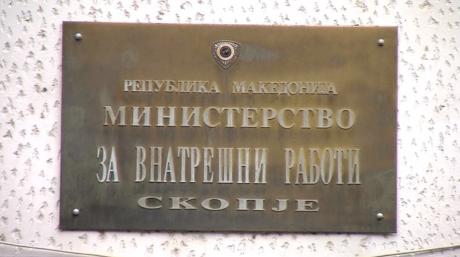 РЕПУБЛИКА МАКЕДОНИЈА
МИНИСТЕРСТВО
ЗА ВНАТРЕШНИ РАБОТИ
СКОПЈЕ